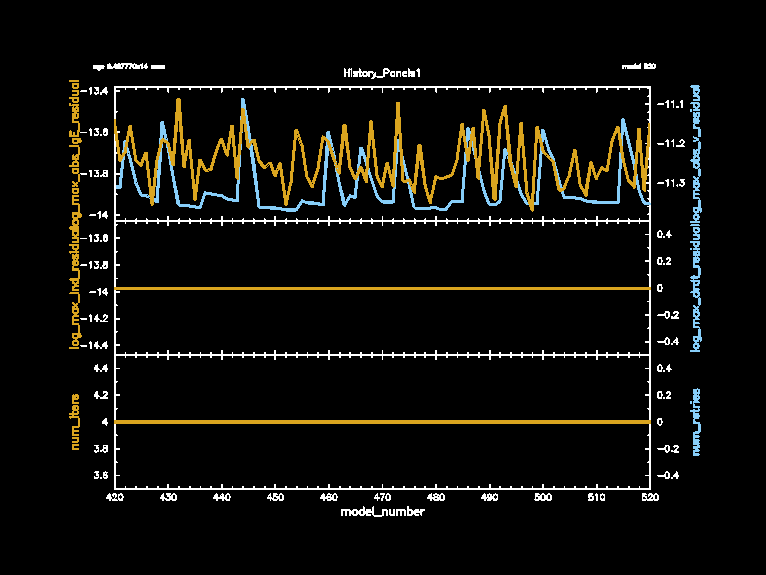 model 520
History_Panels1
log_max_abs_lgE_residual
−13.4
−13.6
−13.8
−14
−11.1
−11.2
−11.3
log_max_abs_v_residual
log_max_lnd_residual
−13.6
−13.8
−14
−14.2
−14.4
0.4
0.2
0
−0.2
−0.4
log_max_drdt_residual
num_iters
4.4
4.2
4
3.8
3.6
0.4
0.2
0
−0.2
−0.4
num_retries
420 430 440 450 460 470 480 490 500 510 520
model_number